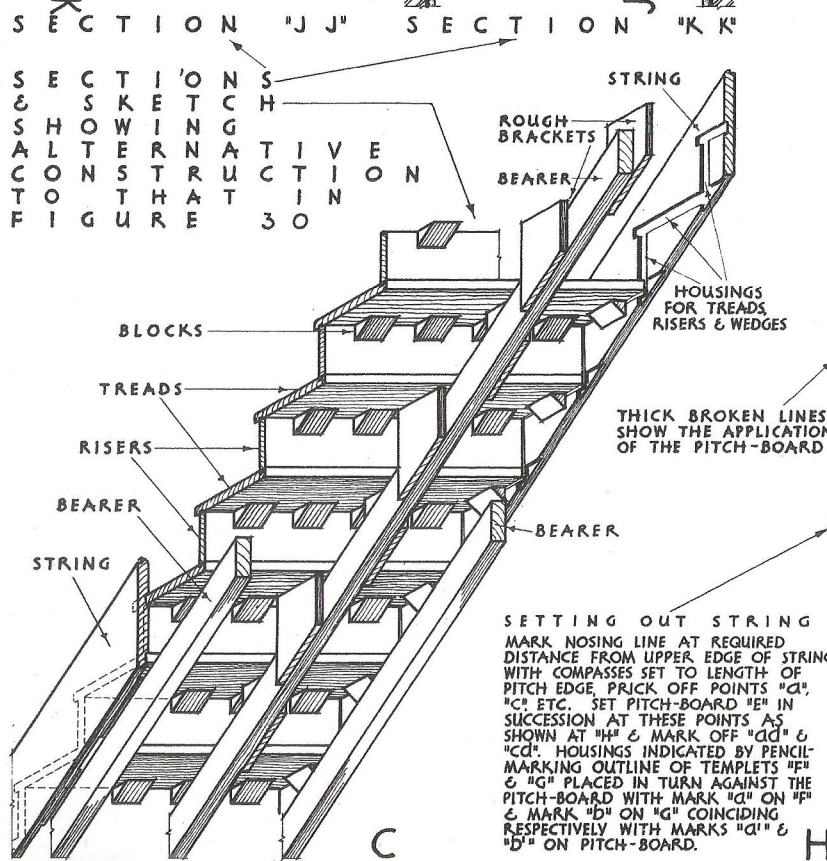 SECTION "JJ" SECTION "KK"
SECTIONS
& SKETCH
SHOWING
ALTERNATIVE
CONSTRUCTION
TO THAT IN
FIGURE 30
STRING
ROUGH
BRACKETS
BEARER
HOUSINGS
FOR TREADS,
RISERS & WEDGES
BLOCKS
TREADS
THICK BROKEN LINES
SHOW THE APPLICATION
OF THE PITCH-BOARD
RISERS
BEARER
BEARER
STRING
SETTING OUT STRING
MARK NOSING LINE AT REQUIRED
DISTANCE FROM UPPER EDGE OF STRING
WITH COMPASSES SET TO LENGTH OF
PITCH EDGE, PRICK OFF POINTS "a",
"c", ETC. SET PITCH-BOARD "E" IN
SUCCESSION AT THESE POINTS AS
SHOWN AT "H" & MARK OFF "ad" &
"cd". HOUSINGS INDICATED BY PENCIL-
MARKING OUTLINE OF TEMPLETS "F"
& "G" PLACED IN TURN AGAINST THE
PITCH-BOARD WITH MARK "a" ON "F"
& MARK "b" ON "G" COINCIDING
RESPECTIVELY WITH MARKS "a'" &
"b'" ON PITCH-BOARD.
C
H